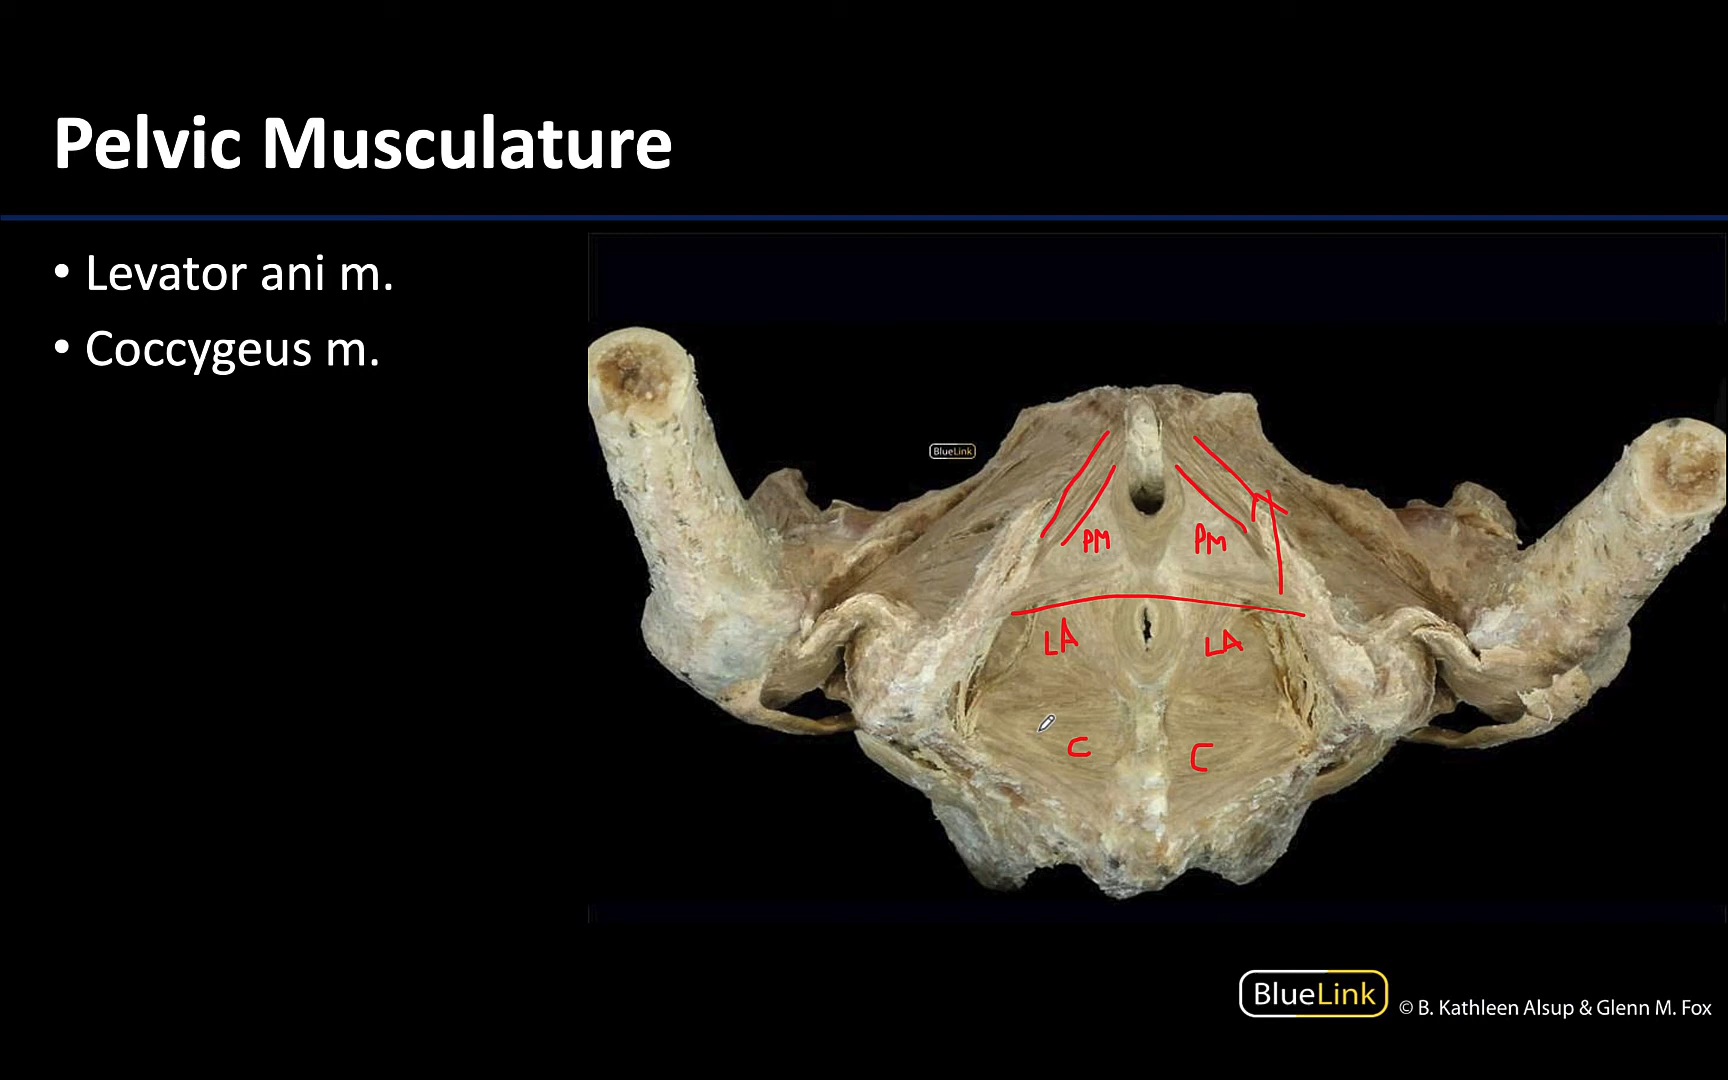 Pelvic Musculature
• Levator ani m.
• Coccygeus m.
BlueLink
PM PM
LA LA
C C
BlueLink © B. Kathleen Alsup & Glenn M. Fox